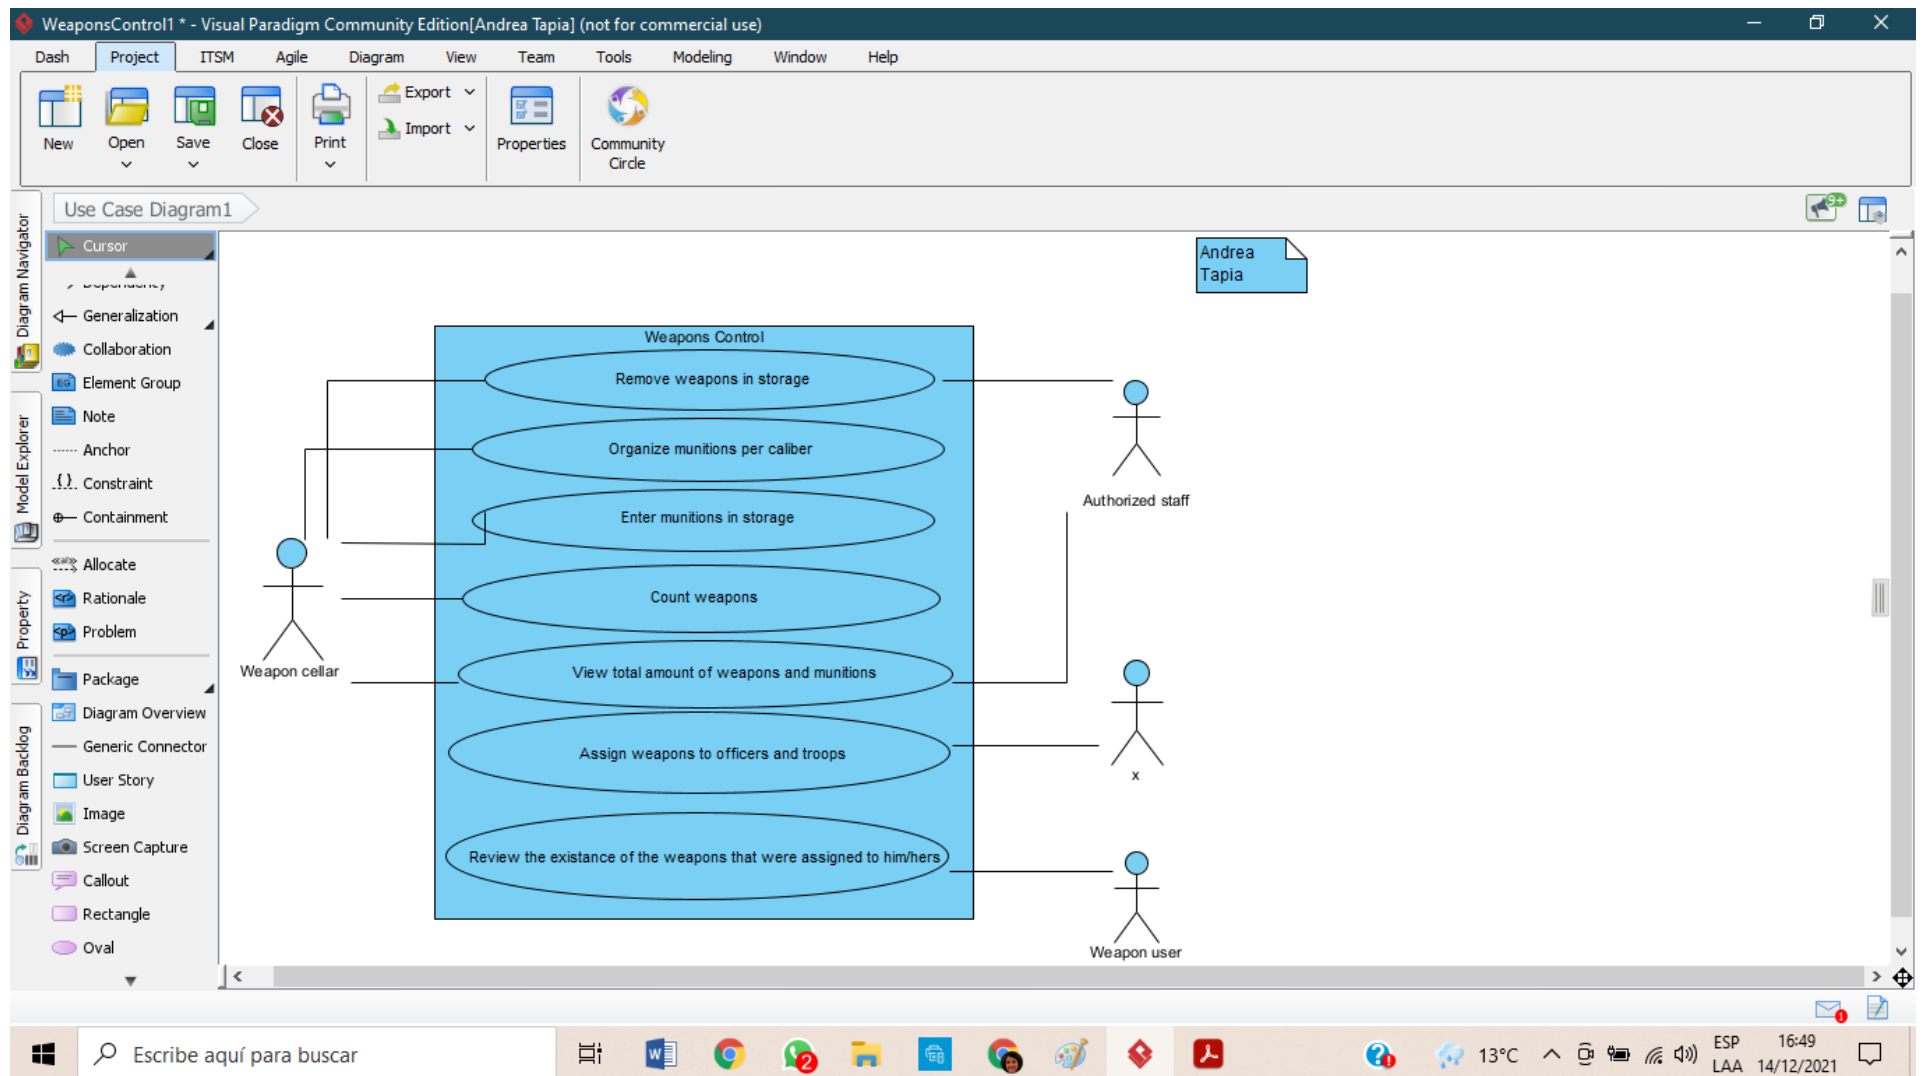 WeaponsControl1 * - Visual Paradigm Community Edition[Andrea Tapia] (not for commercial use)
Dash Project ITSM Agile Diagram View Team Tools Modeling Window Help
New
Open
Save
Close
Print
Export
Import
Properties
Community
Circle
Use Case Diagram1
9+
Diagram Navigator
Model Explorer
Property
Diagram Backlog
Cursor
Dependency
Generalization
Collaboration
EG Element Group
Note
Anchor
{} Constraint
Containment
Allocate
<r> Rationale
<p> Problem
Package
Diagram Overview
Generic Connector
User Story
Image
Screen Capture
Callout
Rectangle
Oval
Andrea
Tapia
Weapons Control
Remove weapons in storage
Organize munitions per caliber
Enter munitions in storage
Count weapons
View total amount of weapons and munitions
Assign weapons to officers and troops
Review the existance of the weapons that were assigned to him/hers
Weapon cellar
Authorized staff
x
Weapon user
1
Escribe aquí para buscar
W
2
13°C
ESP
LAA
16:49
14/12/2021